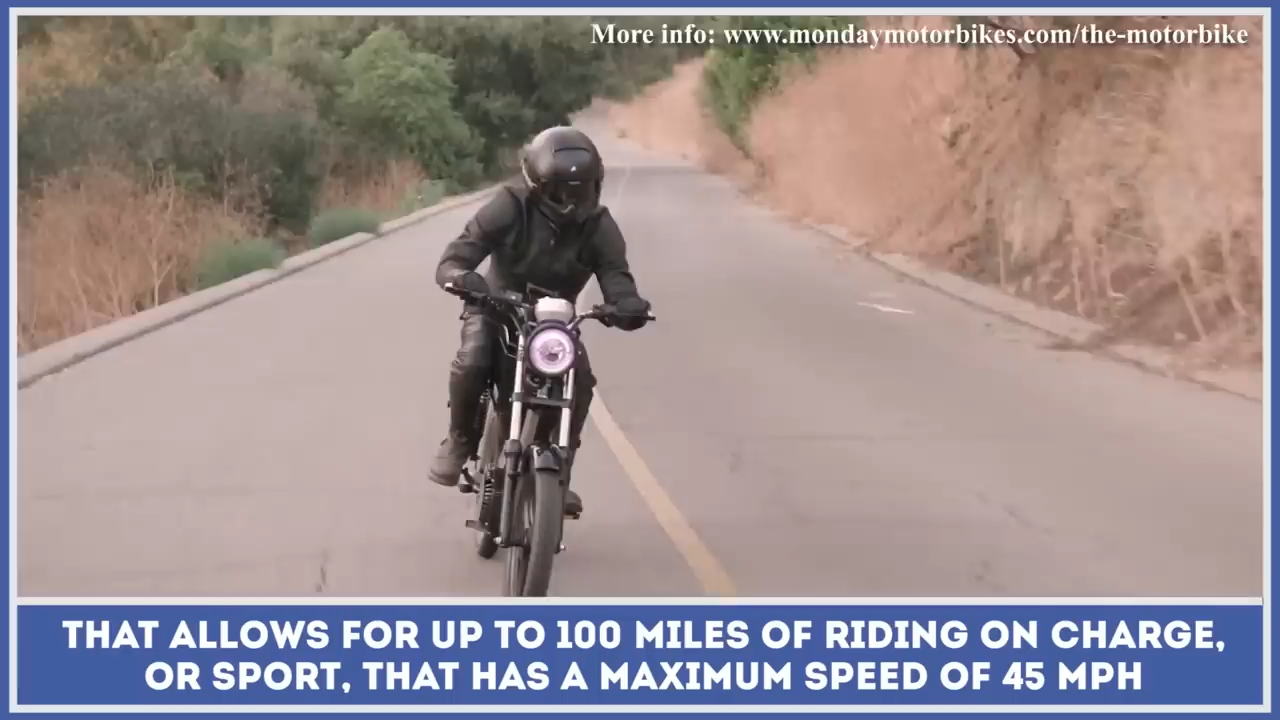 More info: www.mondaymotorbikes.com/the-motorbike
THAT ALLOWS FOR UP TO 100 MILES OF RIDING ON CHARGE,
OR SPORT, THAT HAS A MAXIMUM SPEED OF 45 MPH